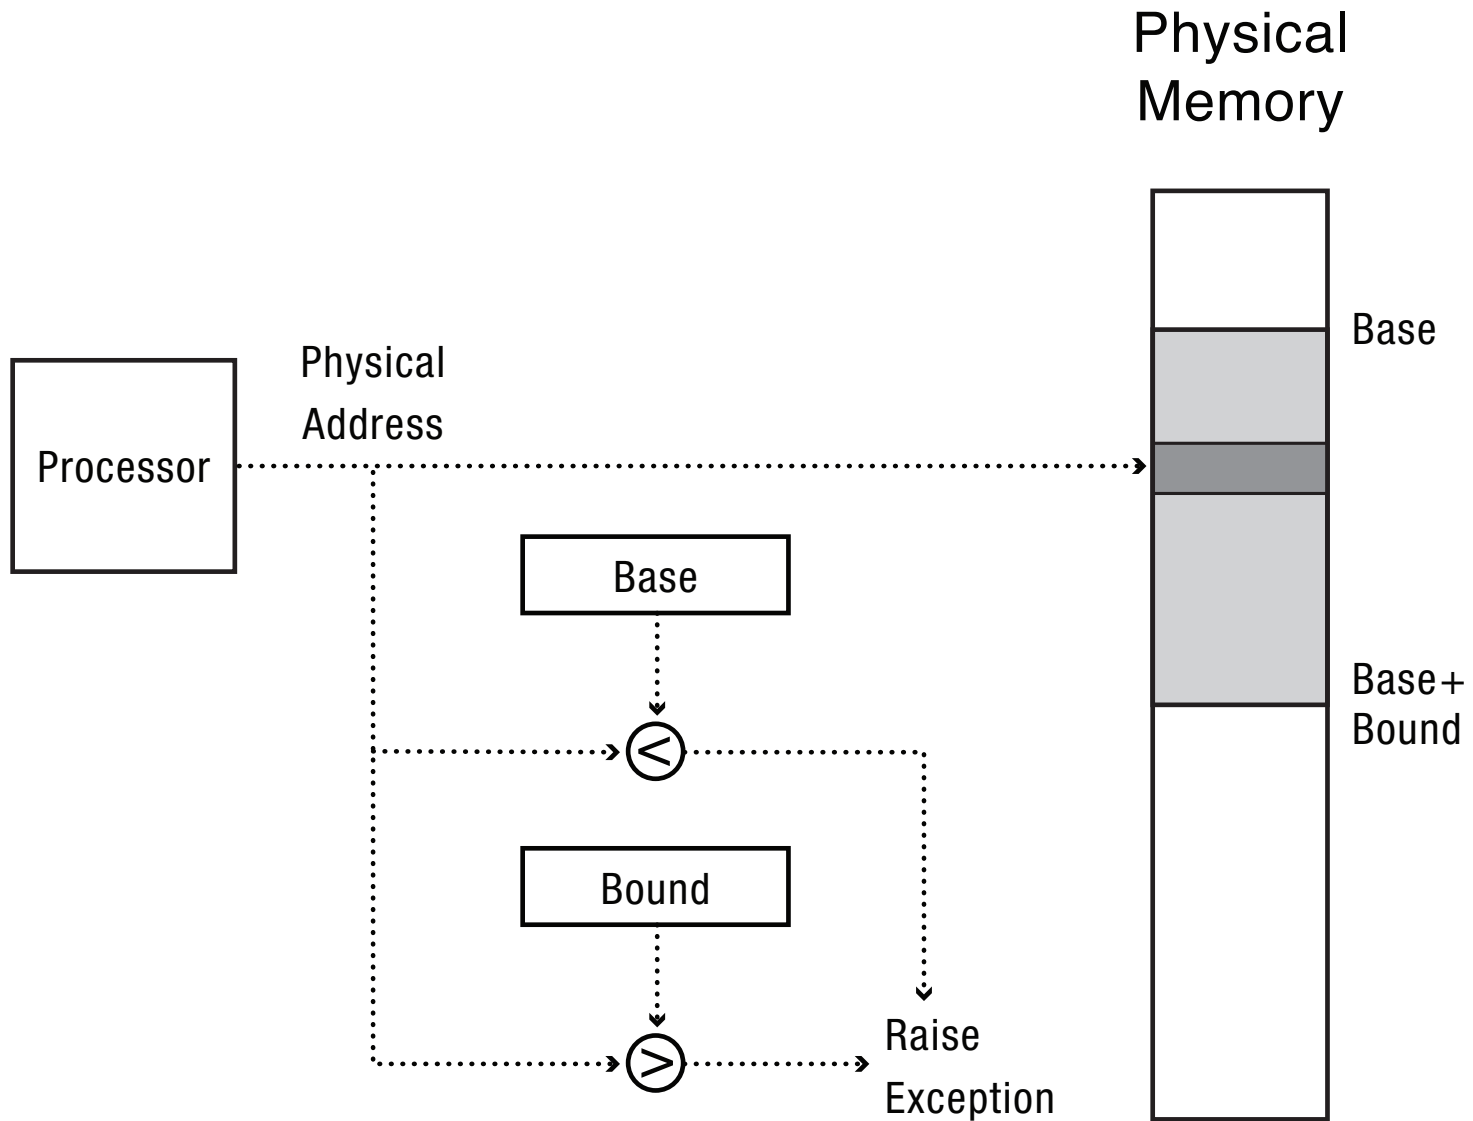 Physical
Memory
Base
Physical
Address
Processor
Base
<
Base+
Bound
Bound
>
Raise
Exception